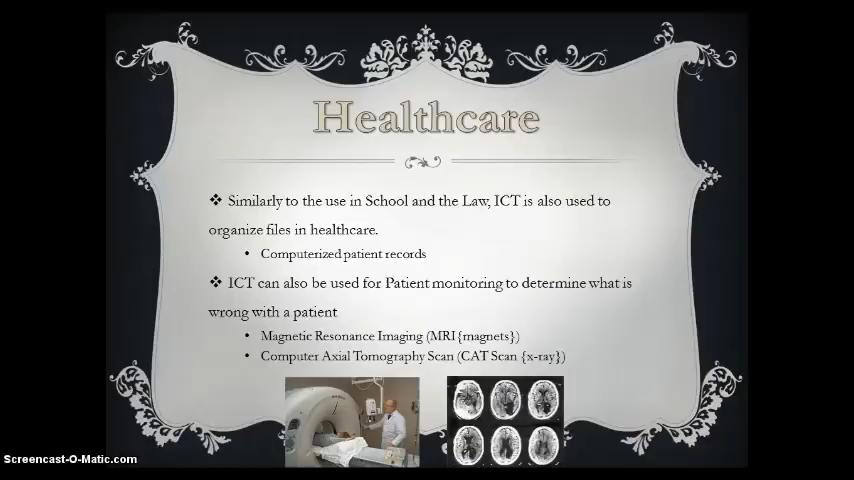 Healthcare
❖ Similarly to the use in School and the Law, ICT is also used to
organize files in healthcare.
• Computerized patient records
❖ ICT can also be used for Patient monitoring to determine what is
wrong with a patient
• Magnetic Resonance Imaging (MRI{magnets})
• Computer Axial Tomography Scan (CAT Scan {x-ray})
Screencast-O-Matic.com